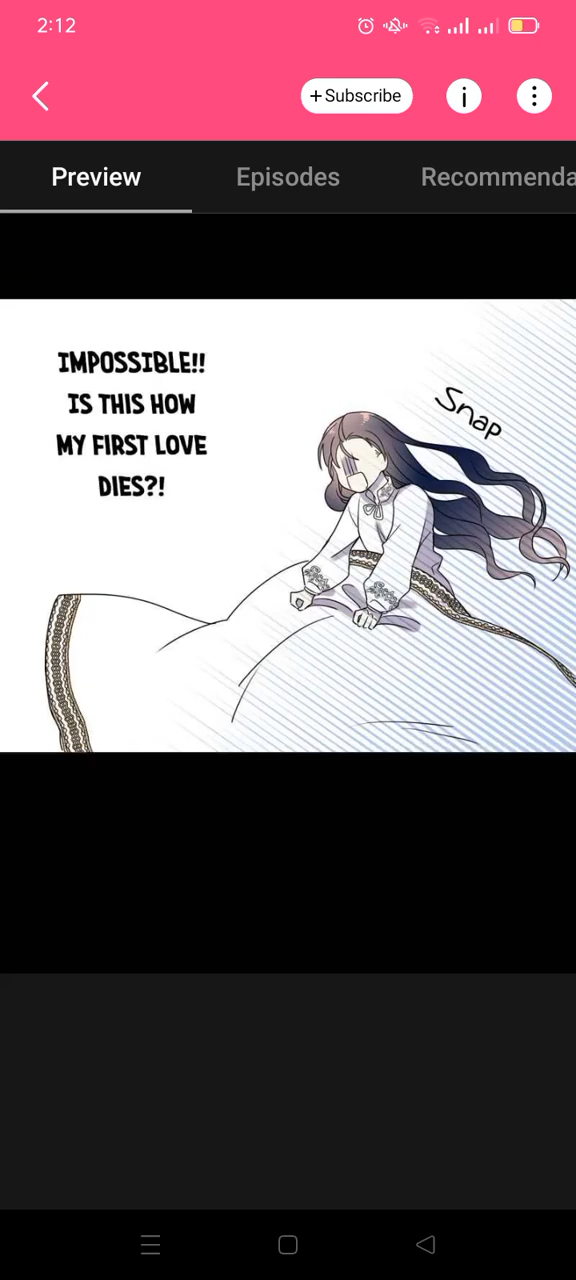 2:12
+ Subscribe
Preview Episodes Recommenda
IMPOSSIBLE!!
IS THIS HOW
MY FIRST LOVE
DIES?!
Snap